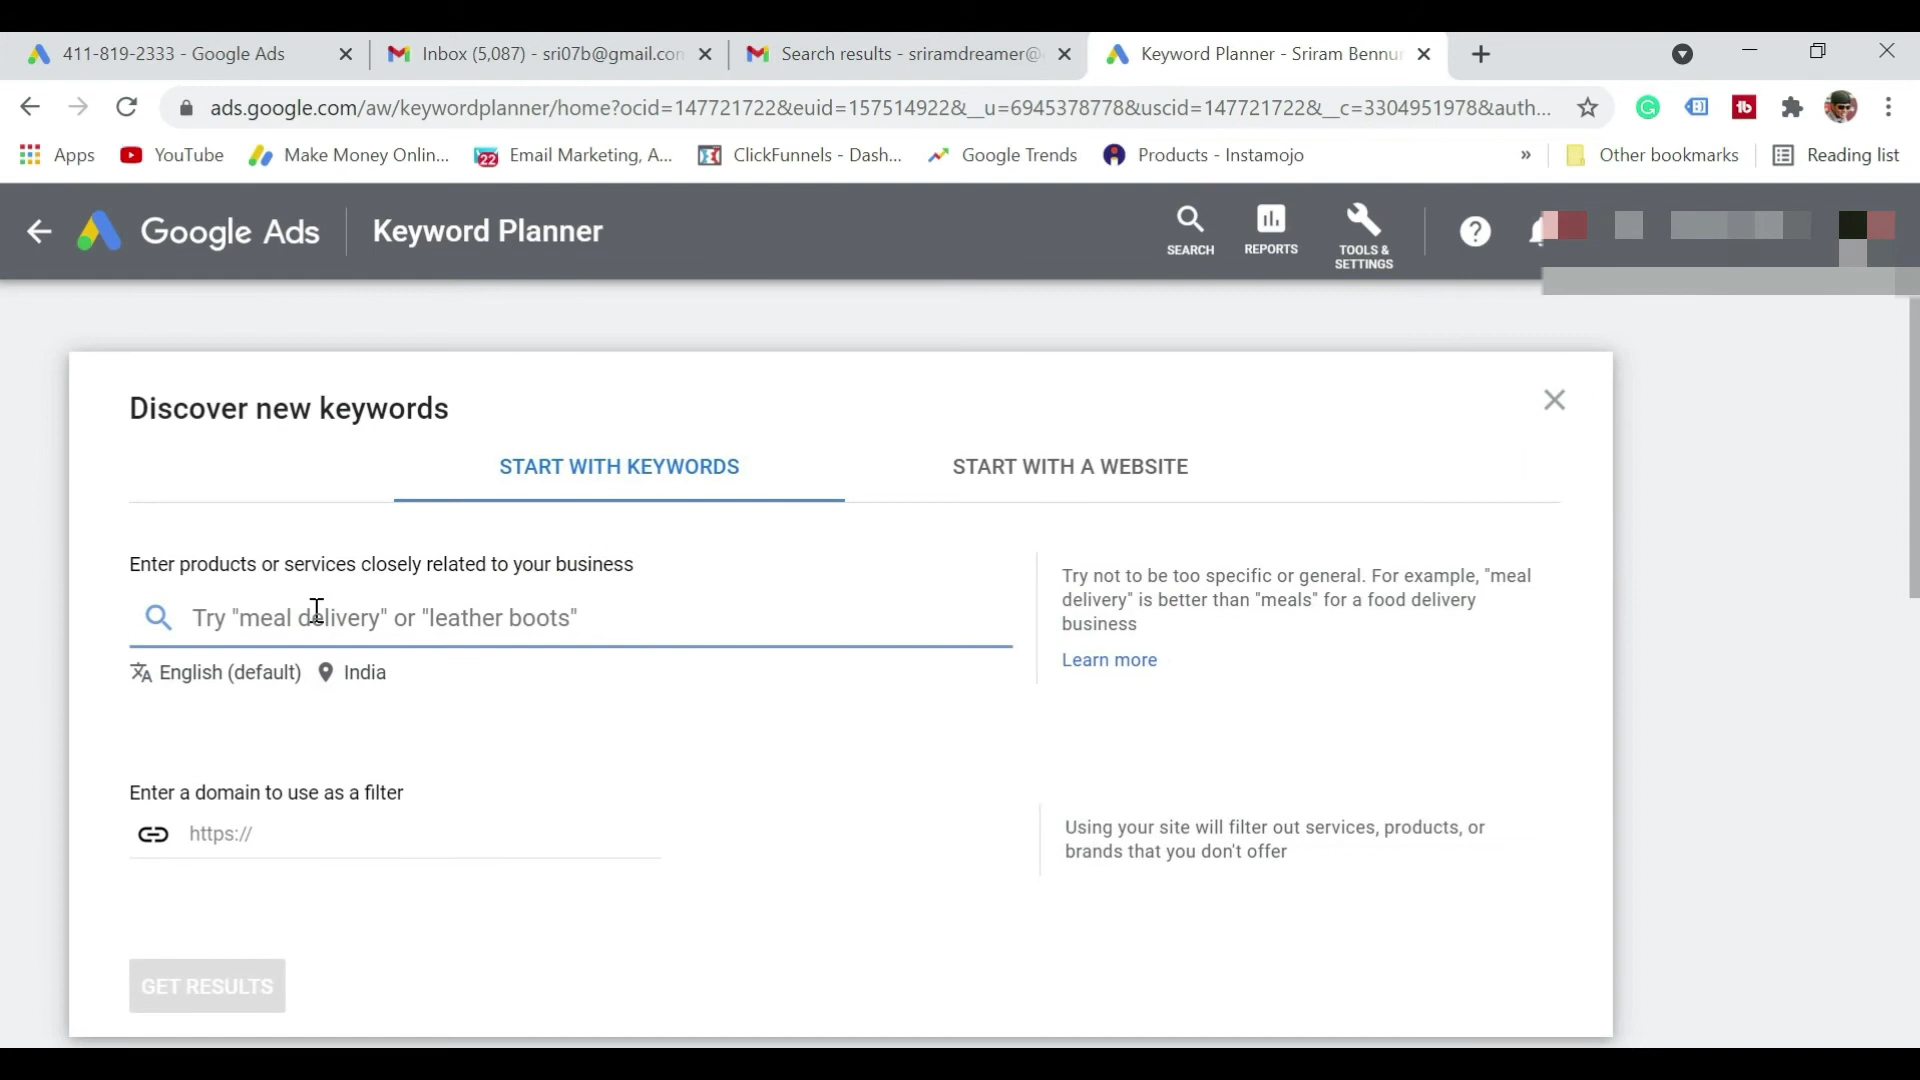 411-819-2333 - Google Ads
Inbox (5,087) - sri07b@gmail.con
Search results - sriramdreamer@
Keyword Planner - Sriram Bennur
ads.google.com/aw/keywordplanner/home?ocid=147721722&euid=157514922&__u=6945378778&uscid=147721722&__c=3304951978&auth...
Apps
YouTube
Make Money Onlin...
22
Email Marketing, A...
ClickFunnels - Dash...
Google Trends
Products - Instamojo
»
Other bookmarks
Reading list
Google Ads
Keyword Planner
SEARCH
REPORTS
TOOLS &
SETTINGS
Discover new keywords
START WITH KEYWORDS
START WITH A WEBSITE
Enter products or services closely related to your business
Try "meal delivery" or "leather boots"
English (default)
India
Try not to be too specific or general. For example, "meal
delivery" is better than "meals" for a food delivery
business
Learn more
Enter a domain to use as a filter
https://
Using your site will filter out services, products, or
brands that you don't offer
GET RESULTS